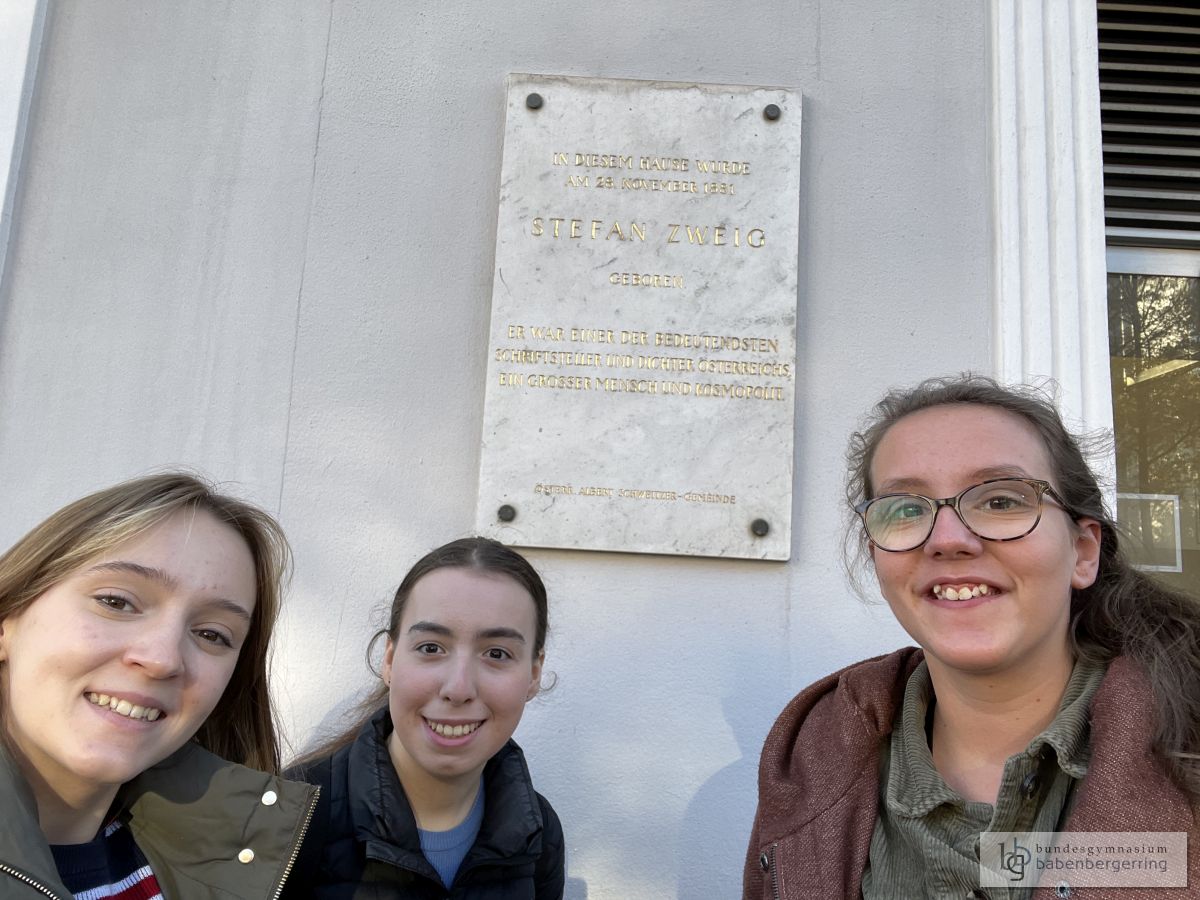 IN DIESEM HAUSE WURDE
AM 28. NOVEMBER 1881
STEFAN ZWEIG
GEBOREN
ER WAR EINER DER BEDEUTENDSTEN
SCHRIFTSTELLER UND DICHTER ÖSTERREICHS,
EIN GROSSER MENSCH UND KOSMOPOLIT
ÖSTERR. ALBERT SCHWEITZER-GEMEINDE
bg bundesgymnasium
babenbergerring